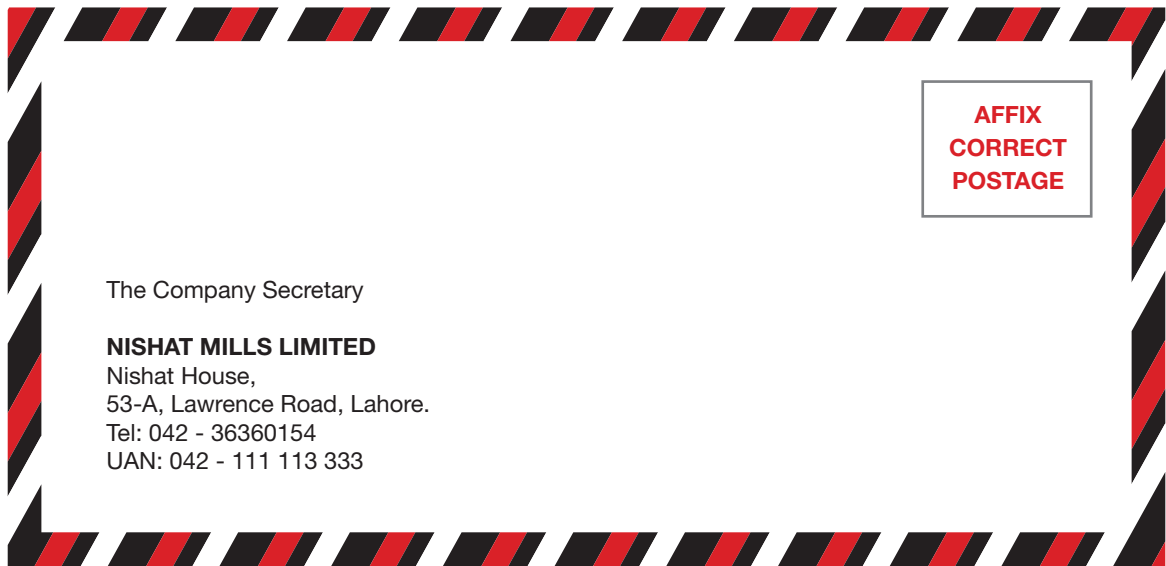 AFFIX
CORRECT
POSTAGE
The Company Secretary
NISHAT MILLS LIMITED
Nishat House,
53-A, Lawrence Road, Lahore.
Tel: 042 - 36360154
UAN: 042 - 111 113 333